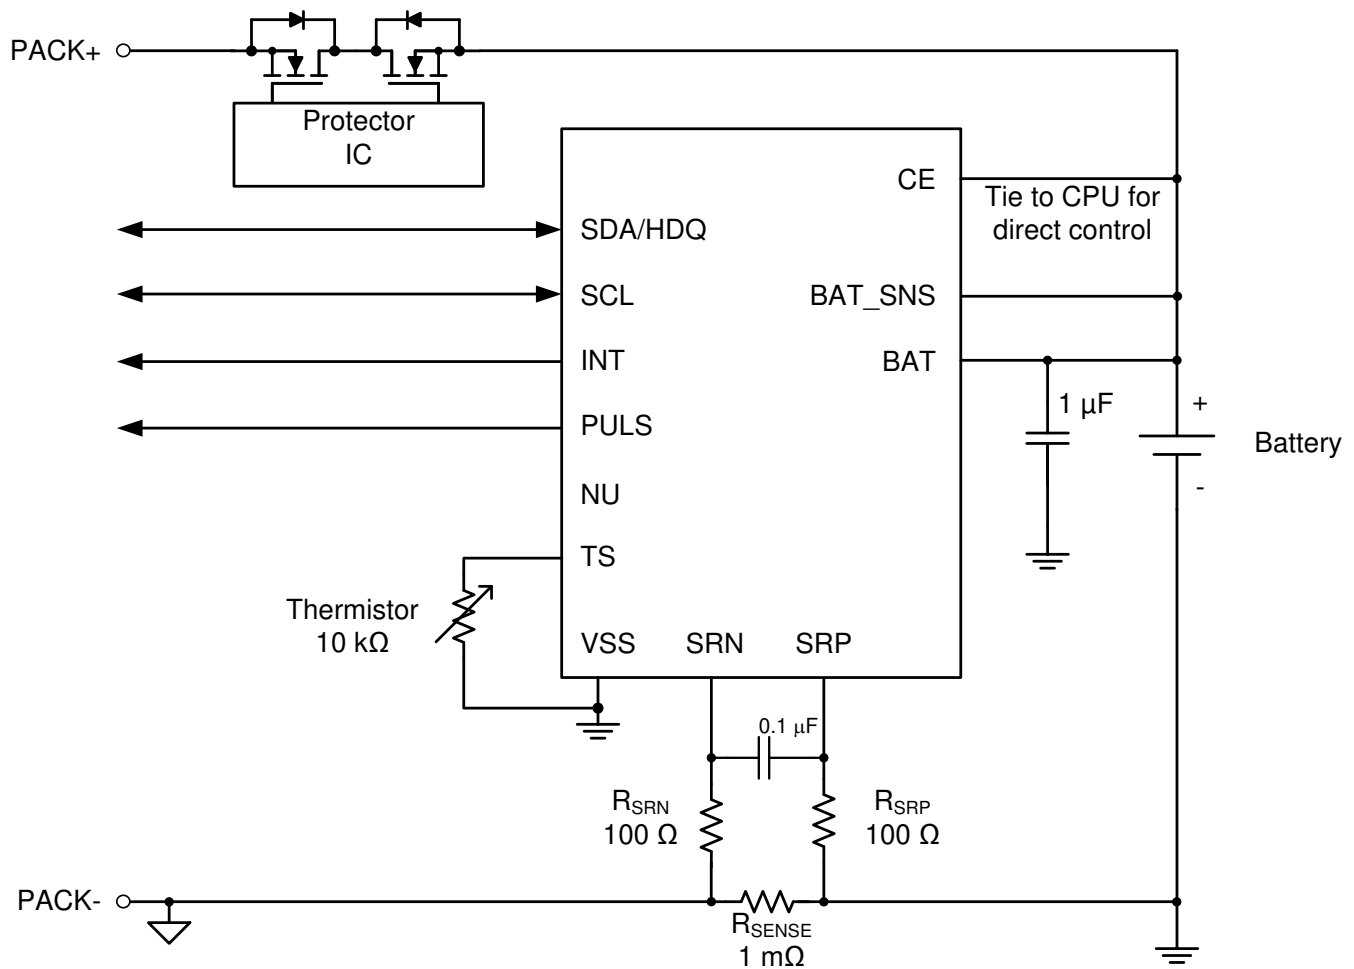 PACK+
Protector
IC
CE
Tie to CPU for
direct control
SDA/HDQ
SCL
BAT_SNS
INT
BAT
1 µF
+
PULS
Battery
-
NU
TS
Thermistor
10 kΩ
VSS
SRN
SRP
0.1 µF
RSRN
100 Ω
RSRP
100 Ω
PACK-
RSENSE
1 mΩ